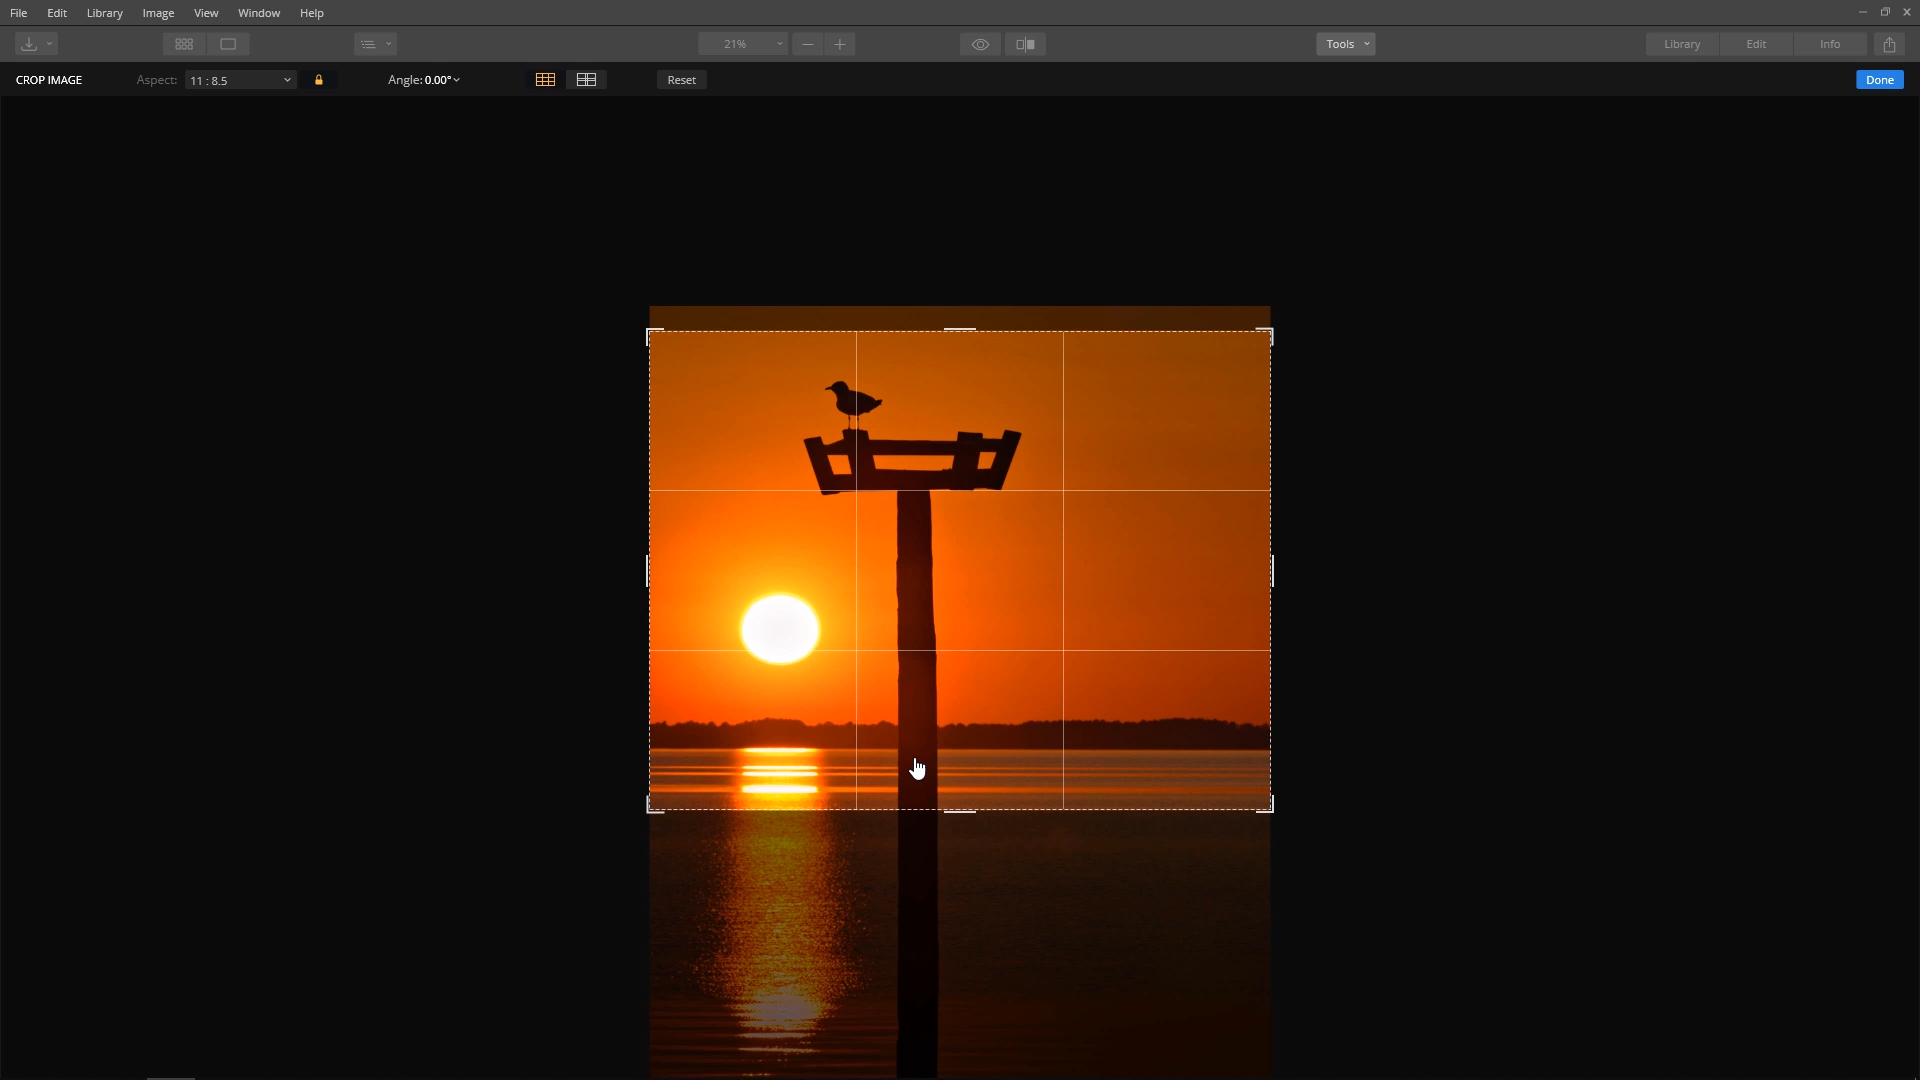 File Edit Library Image View Window Help
21% Tools Library Edit Info
CROP IMAGE Aspect: 11 : 8.5 Angle: 0.00° Reset Done